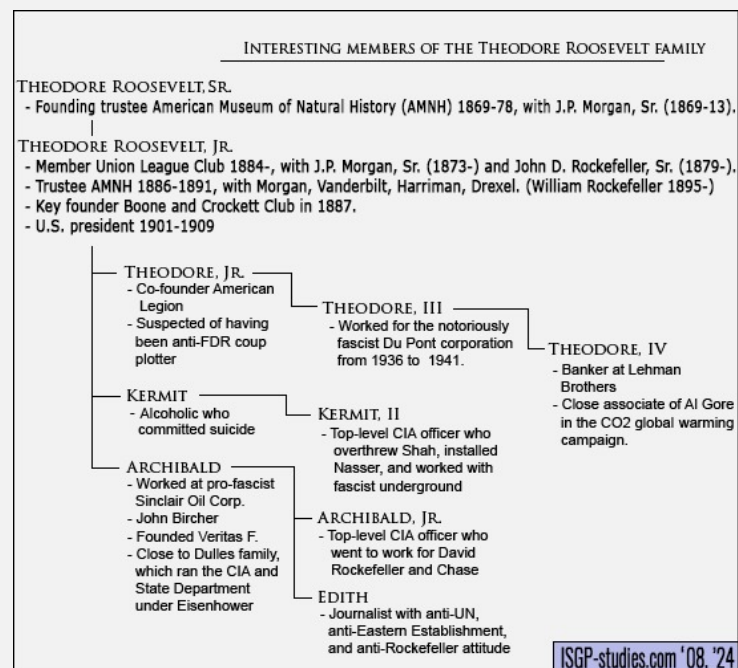 INTERESTING MEMBERS OF THE THEODORE ROOSEVELT FAMILY
THEODORE ROOSEVELT, SR.
- Founding trustee American Museum of Natural History (AMNH) 1869-78, with J.P. Morgan, Sr. (1869-13).
THEODORE ROOSEVELT, JR.
- Member Union League Club 1884-, with J.P. Morgan, Sr. (1873-) and John D. Rockefeller, Sr. (1879-).
- Trustee AMNH 1886-1891, with Morgan, Vanderbilt, Harriman, Drexel. (William Rockefeller 1895-)
- Key founder Boone and Crockett Club in 1887.
- U.S. president 1901-1909
THEODORE, JR.
- Co-founder American
Legion
- Suspected of having
been anti-FDR coup
plotter
THEODORE, III
- Worked for the notoriously
fascist Du Pont corporation
from 1936 to 1941.
THEODORE, IV
- Banker at Lehman
Brothers
- Close associate of Al Gore
in the CO2 global warming
campaign.
KERMIT
- Alcoholic who
committed suicide
KERMIT, II
- Top-level CIA officer who
overthrew Shah, installed
Nasser, and worked with
fascist underground
ARCHIBALD
- Worked at pro-fascist
Sinclair Oil Corp.
- John Bircher
- Founded Veritas F.
- Close to Dulles family,
which ran the CIA and
State Department
under Eisenhower
ARCHIBALD, JR.
- Top-level CIA officer who
went to work for David
Rockefeller and Chase
EDITH
- Journalist with anti-UN,
anti-Eastern Establishment,
and anti-Rockefeller attitude
ISGP-studies.com '08, '24